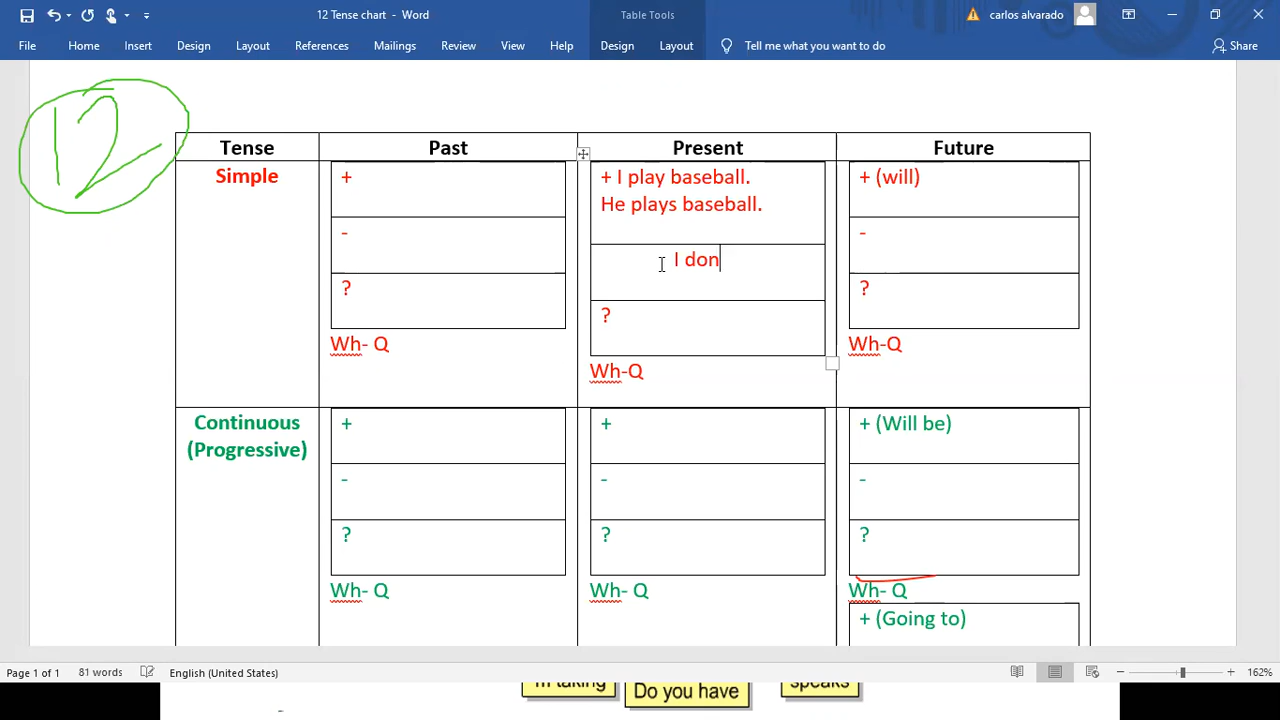 12 Tense chart - Word
Table Tools
carlos alvarado
File Home Insert Design Layout References Mailings Review View Help Design Layout Tell me what you want to do Share
12
Tense Past Present Future
Simple
+
-
?
Wh- Q
+ I play baseball.
He plays baseball.
I don
?
Wh-Q
+ (will)
-
?
Wh-Q
Continuous
(Progressive)
+
-
?
Wh- Q
+
-
?
Wh- Q
+ (Will be)
-
?
Wh- Q
+ (Going to)
Page 1 of 1 81 words English (United States) 162%
I'm taking Do you have speaks